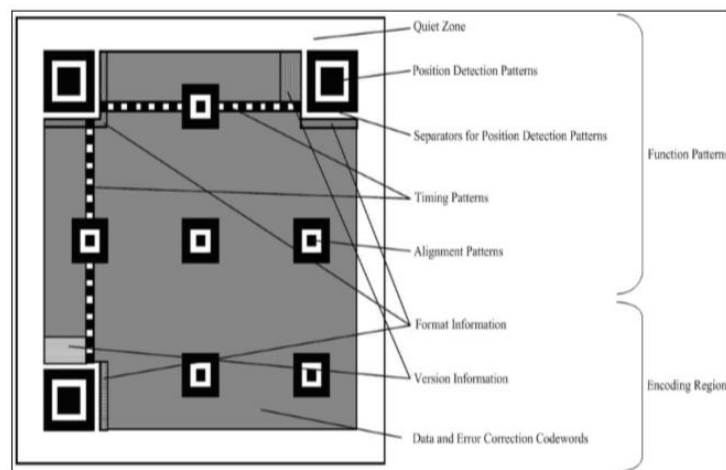 Quiet Zone
Position Detection Patterns
Separators for Position Detection Patterns
Function Patterns
Timing Patterns
Alignment Patterns
Format Information
Version Information
Encoding Region
Data and Error Correction Codewords